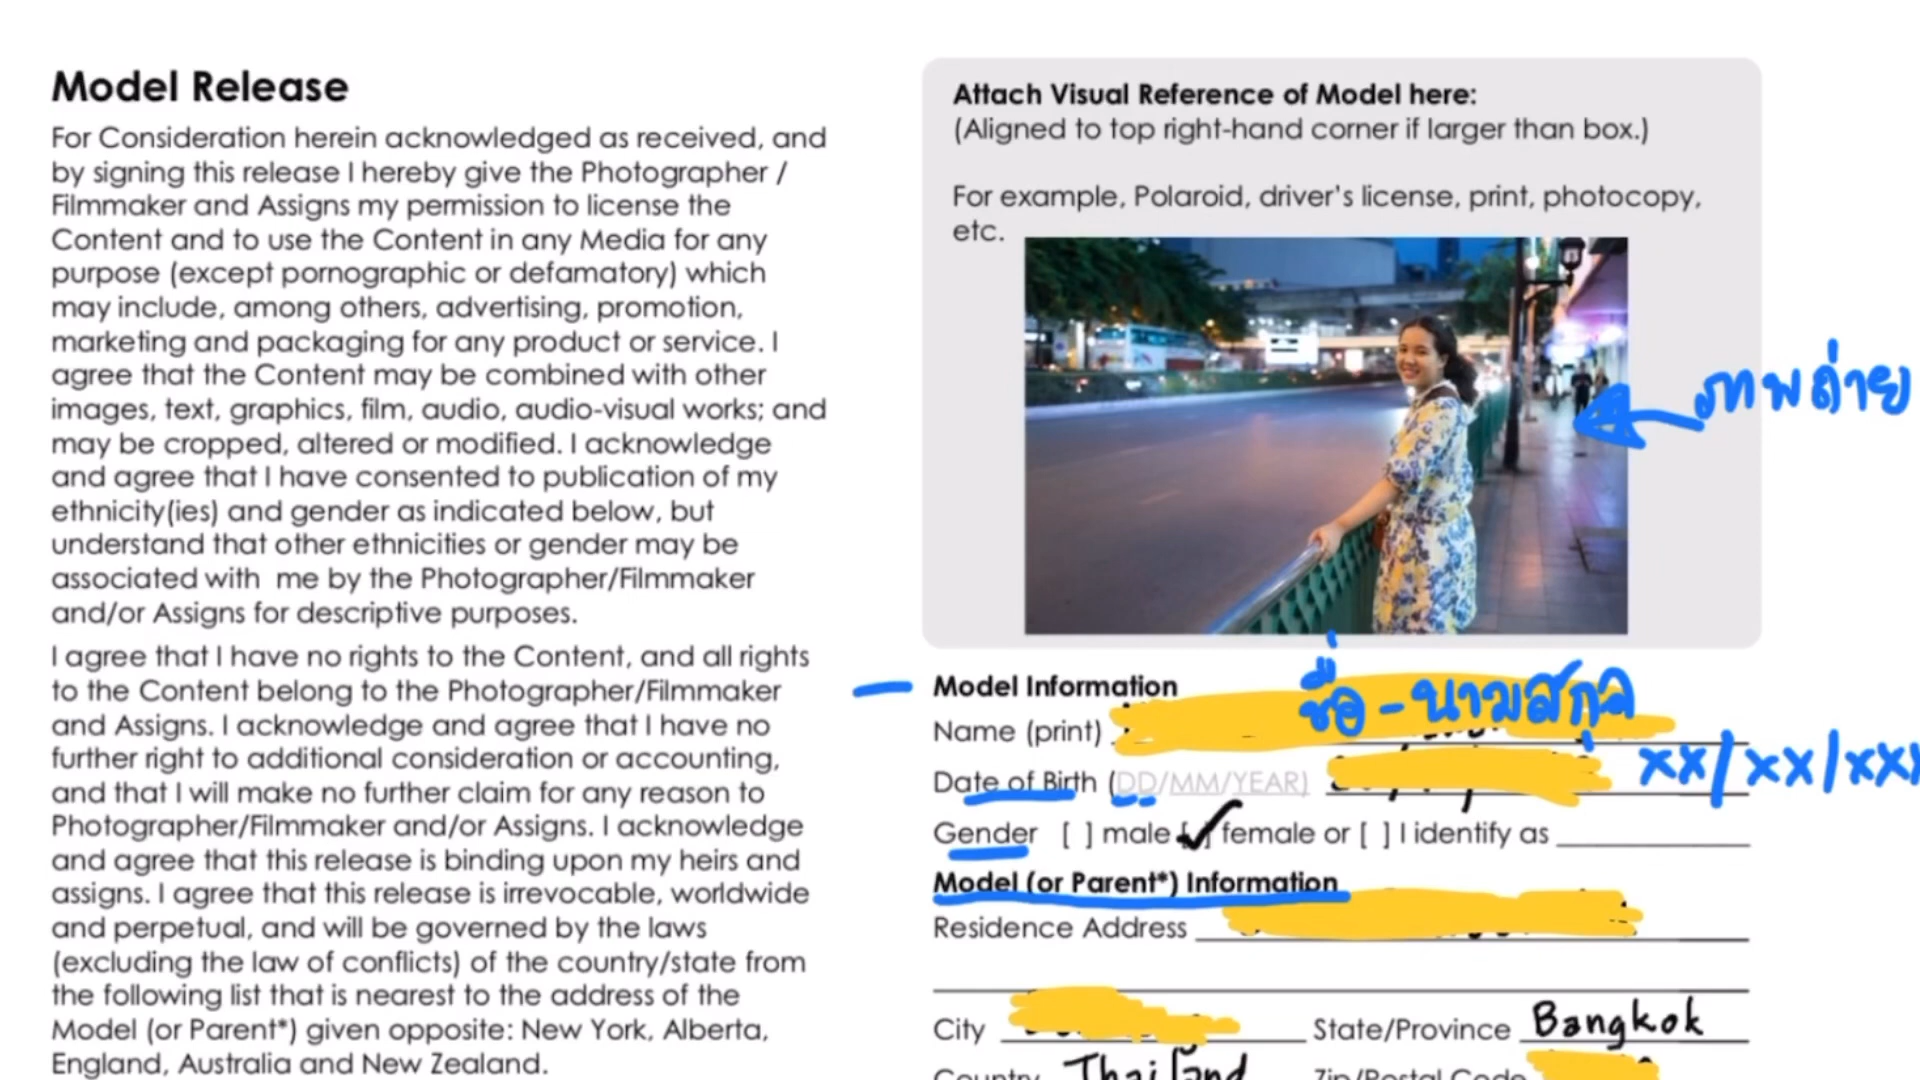 Model Release
For Consideration herein acknowledged as received, and
by signing this release I hereby give the Photographer /
Filmmaker and Assigns my permission to license the
Content and to use the Content in any Media for any
purpose (except pornographic or defamatory) which
may include, among others, advertising, promotion,
marketing and packaging for any product or service. I
agree that the Content may be combined with other
images, text, graphics, film, audio, audio-visual works; and
may be cropped, altered or modified. I acknowledge
and agree that I have consented to publication of my
ethnicity(ies) and gender as indicated below, but
understand that other ethnicities or gender may be
associated with me by the Photographer/Filmmaker
and/or Assigns for descriptive purposes.
I agree that I have no rights to the Content, and all rights
to the Content belong to the Photographer/Filmmaker
and Assigns. I acknowledge and agree that I have no
further right to additional consideration or accounting,
and that I will make no further claim for any reason to
Photographer/Filmmaker and/or Assigns. I acknowledge
and agree that this release is binding upon my heirs and
assigns. I agree that this release is irrevocable, worldwide
and perpetual, and will be governed by the laws
(excluding the law of conflicts) of the country/state from
the following list that is nearest to the address of the
Model (or Parent*) given opposite: New York, Alberta,
England, Australia and New Zealand.
Attach Visual Reference of Model here:
(Aligned to top right-hand corner if larger than box.)
For example, Polaroid, driver's license, print, photocopy,
etc.
ภาพถ่าย
Model Information
Name (print) ชื่อ-นามสกุล
Date of Birth (DD/MM/YEAR) xx/xx/xxx
Gender [ ] male [✓] female or [ ] I identify as
Model (or Parent*) Information
Residence Address
City State/Province Bangkok
Country Thailand Zip/Postal Code